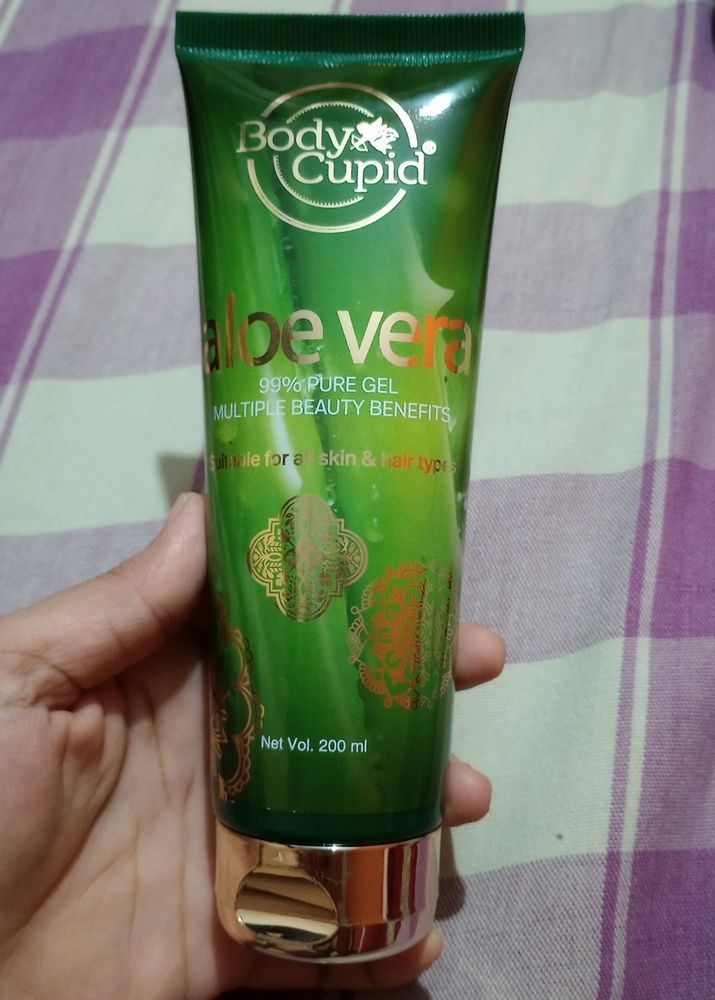 Body
Cupid®
aloe vera
99% PURE GEL
MULTIPLE BEAUTY BENEFITS
Suitable for all skin & hair types
Net Vol. 200 ml